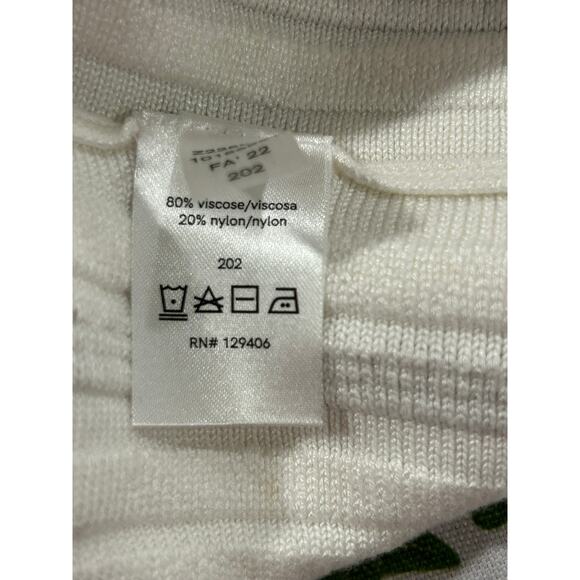 FA' 22
202
80% viscose/viscosa
20% nylon/nylon
202
RN# 129406